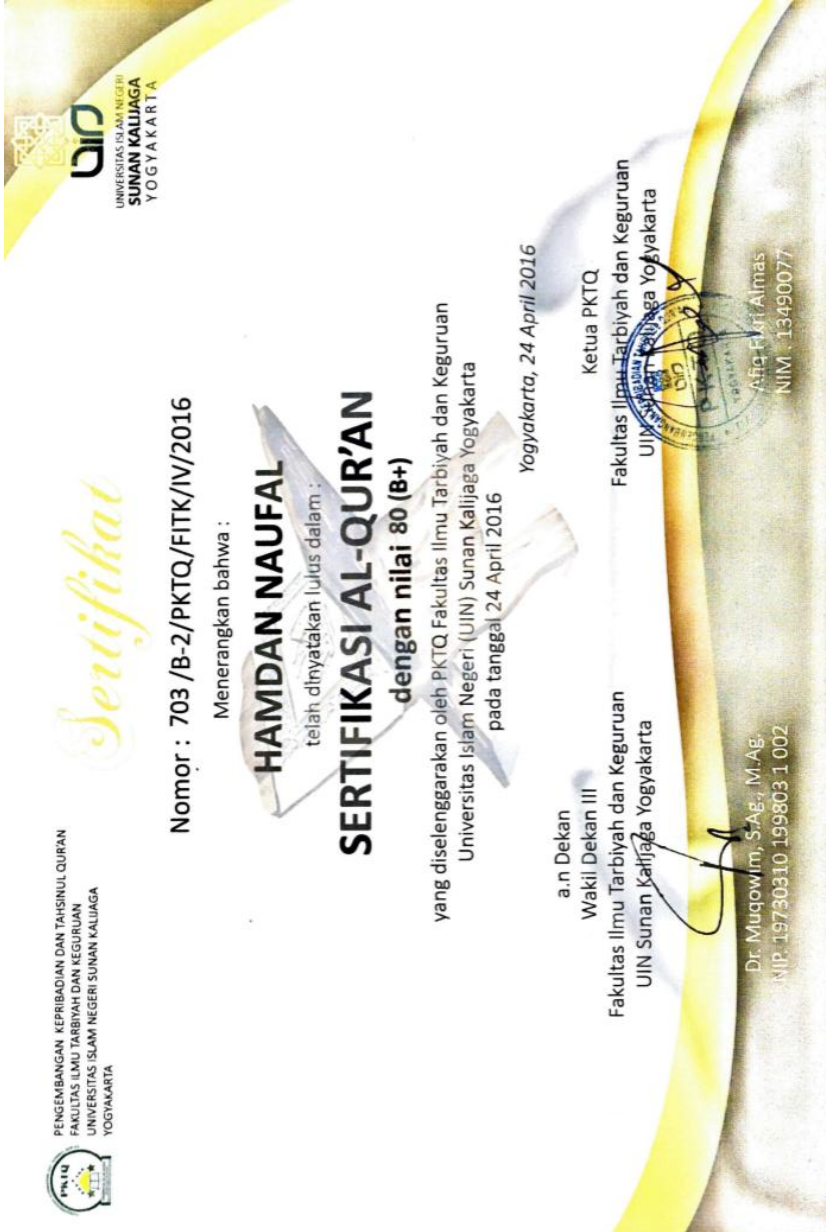 PKTQ
PENGEMBANGAN KEPRIBADIAN DAN TAHSINUL QUR'AN
FAKULTAS ILMU TARBIYAH DAN KEGURUAN
UNIVERSITAS ISLAM NEGERI SUNAN KALIJAGA
YOGYAKARTA
UIN
UNIVERSITAS ISLAM NEGERI
SUNAN KALIJAGA
YOGYAKARTA
Sertifikat
Nomor : 703 /B-2/PKTQ/FITK/IV/2016
Menerangkan bahwa :
HAMDAN NAUFAL
telah dinyatakan lulus dalam :
SERTIFIKASI AL-QUR'AN
dengan nilai 80 (B+)
yang diselenggarakan oleh PKTQ Fakultas Ilmu Tarbiyah dan Keguruan
Universitas Islam Negeri (UIN) Sunan Kalijaga Yogyakarta
pada tanggal 24 April 2016
Yogyakarta, 24 April 2016
a.n Dekan
Wakil Dekan III
Fakultas Ilmu Tarbiyah dan Keguruan
UIN Sunan Kalijaga Yogyakarta
Dr. Muqowim, S.Ag., M.Ag.
NIP. 19730310 199803 1 002
Ketua PKTQ
Fakultas Ilmu Tarbiyah dan Keguruan
UIN Sunan Kalijaga Yogyakarta
Afiq Fikri Almas
NIM . 13490077